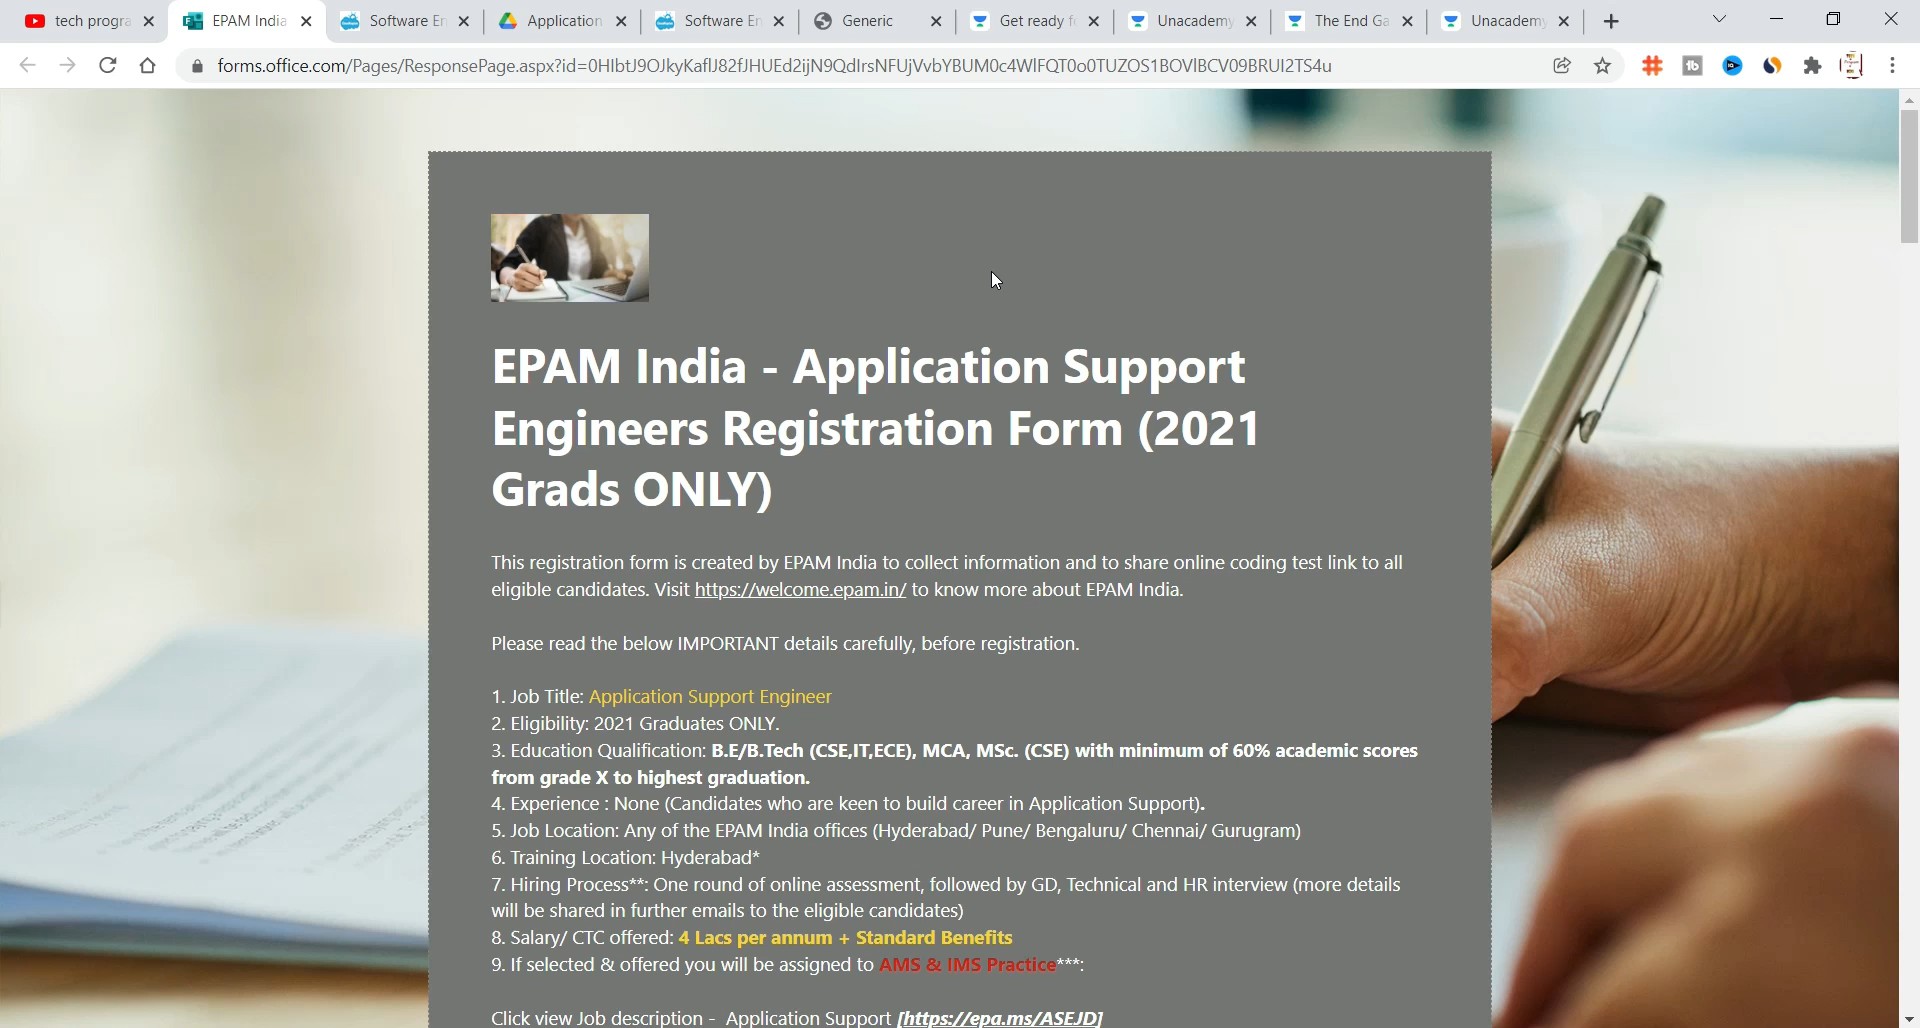 tech progra
EPAM India
Software En
Application
Software En
Generic
Get ready f
Unacademy
The End Ga
Unacademy
forms.office.com/Pages/ResponsePage.aspx?id=0HIbtJ9OJkyKaflJ82fJHUEd2ijN9QdIrsNFUjVvbYBUM0c4WlFQT0o0TUZOS1BOVlBCV09BRUI2TS4u
EPAM India - Application Support
Engineers Registration Form (2021
Grads ONLY)
This registration form is created by EPAM India to collect information and to share online coding test link to all
eligible candidates. Visit https://welcome.epam.in/ to know more about EPAM India.
Please read the below IMPORTANT details carefully, before registration.
1. Job Title: Application Support Engineer
2. Eligibility: 2021 Graduates ONLY.
3. Education Qualification: B.E/B.Tech (CSE,IT,ECE), MCA, MSc. (CSE) with minimum of 60% academic scores
from grade X to highest graduation.
4. Experience : None (Candidates who are keen to build career in Application Support).
5. Job Location: Any of the EPAM India offices (Hyderabad/ Pune/ Bengaluru/ Chennai/ Gurugram)
6. Training Location: Hyderabad*
7. Hiring Process**: One round of online assessment, followed by GD, Technical and HR interview (more details
will be shared in further emails to the eligible candidates)
8. Salary/ CTC offered: 4 Lacs per annum + Standard Benefits
9. If selected & offered you will be assigned to AMS & IMS Practice***:
Click view Job description - Application Support [https://epa.ms/ASEJD]